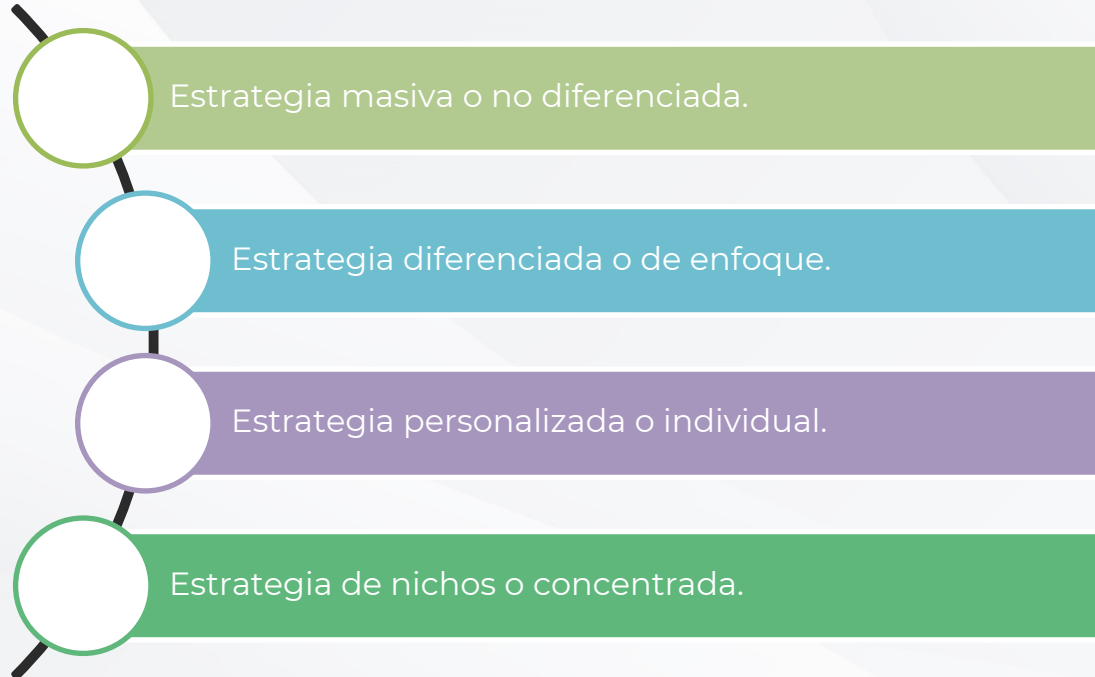 Estrategia masiva o no diferenciada.
Estrategia diferenciada o de enfoque.
Estrategia personalizada o individual.
Estrategia de nichos o concentrada.